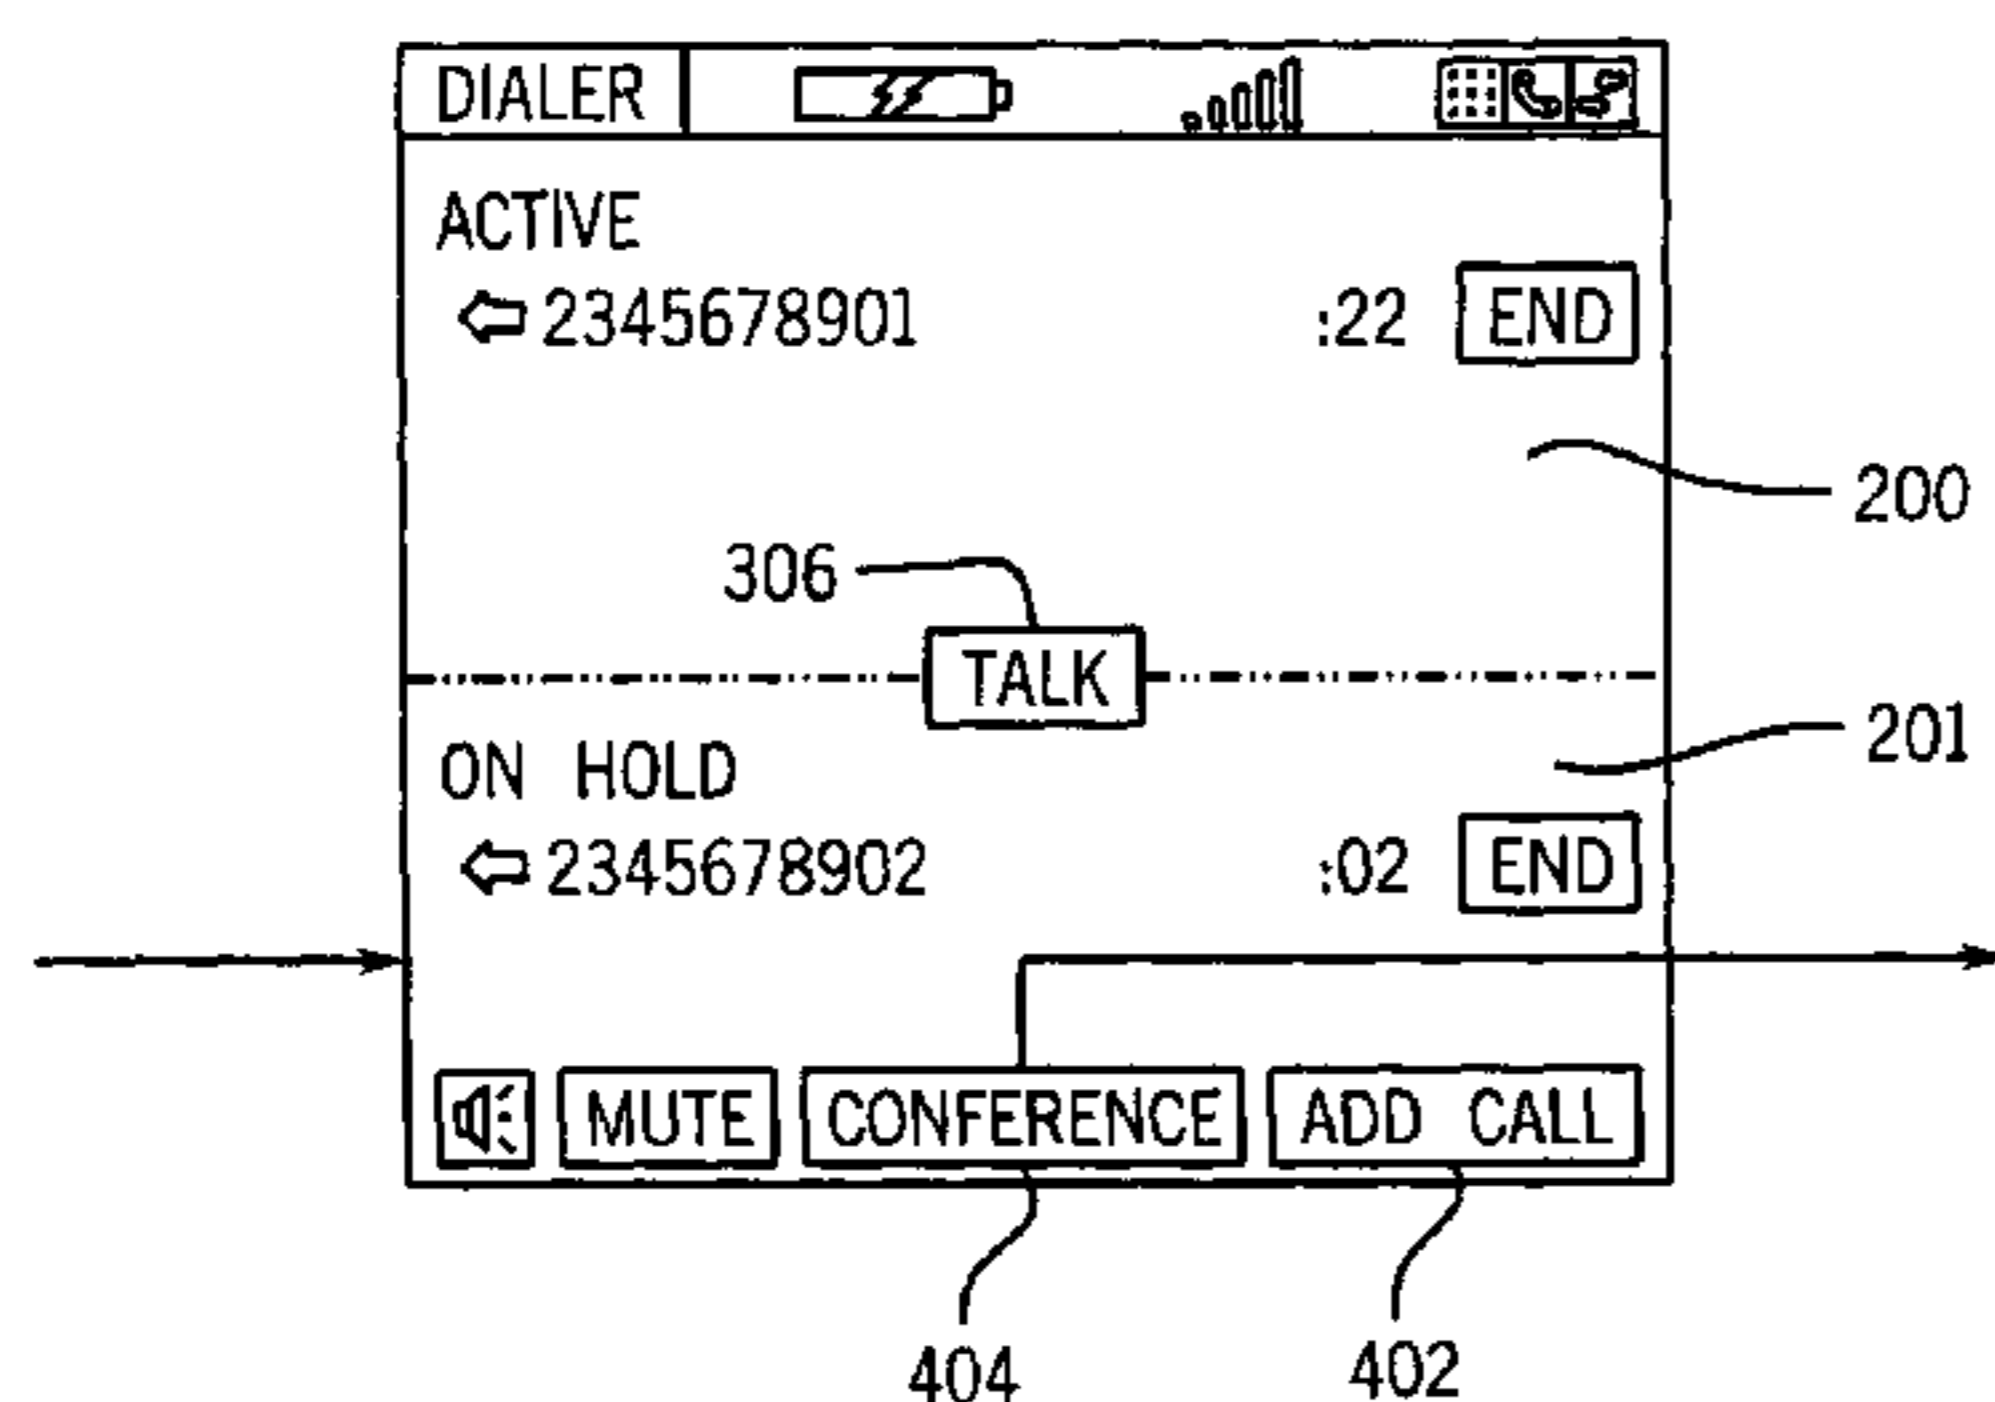 DIALER
ACTIVE
2345678901 :22 END
200
306
TALK
201
ON HOLD
2345678902 :02 END
MUTE CONFERENCE ADD CALL
404 402